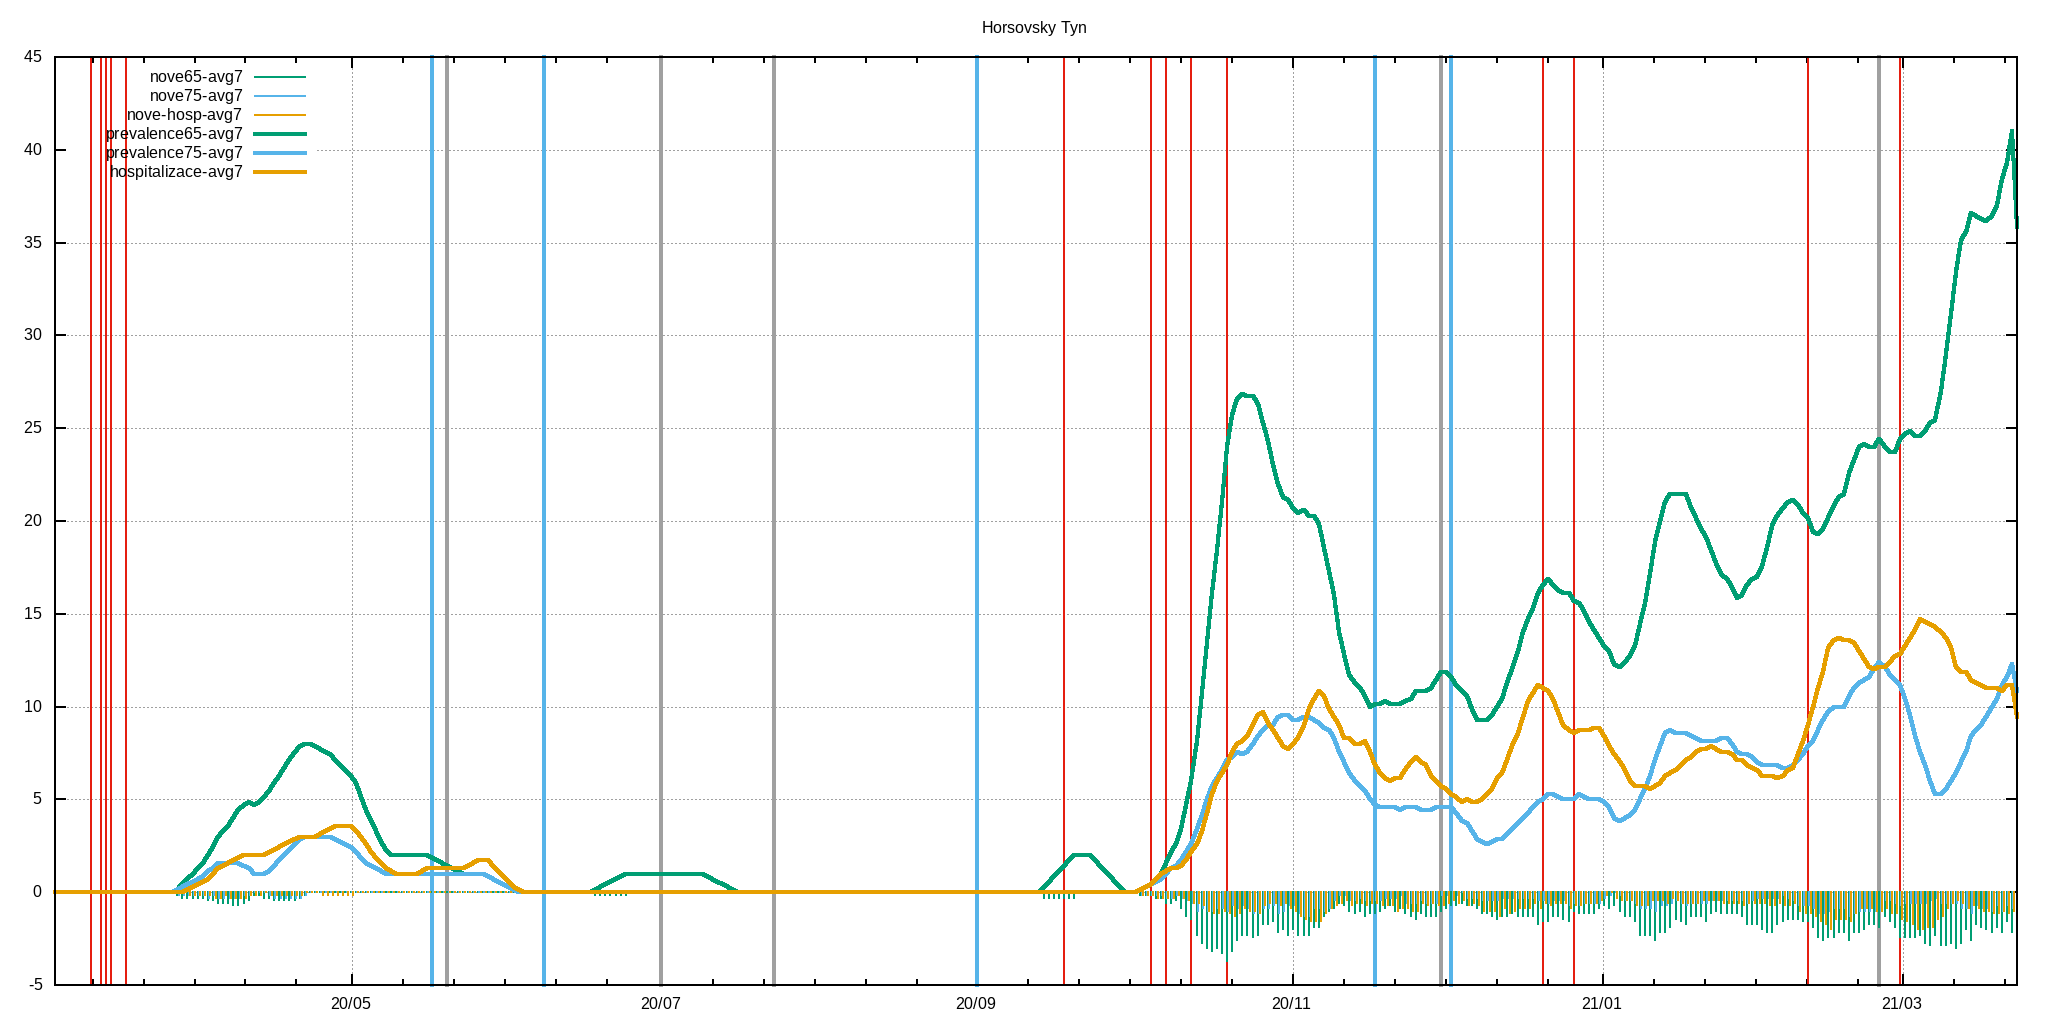 Horsovsky Tyn
45
40
35
30
25
20
15
10
5
0
-5
nove65-avg7
nove75-avg7
nove-hosp-avg7
prevalence65-avg7
prevalence75-avg7
hospitalizace-avg7
20/05 20/07 20/09 20/11 21/01 21/03